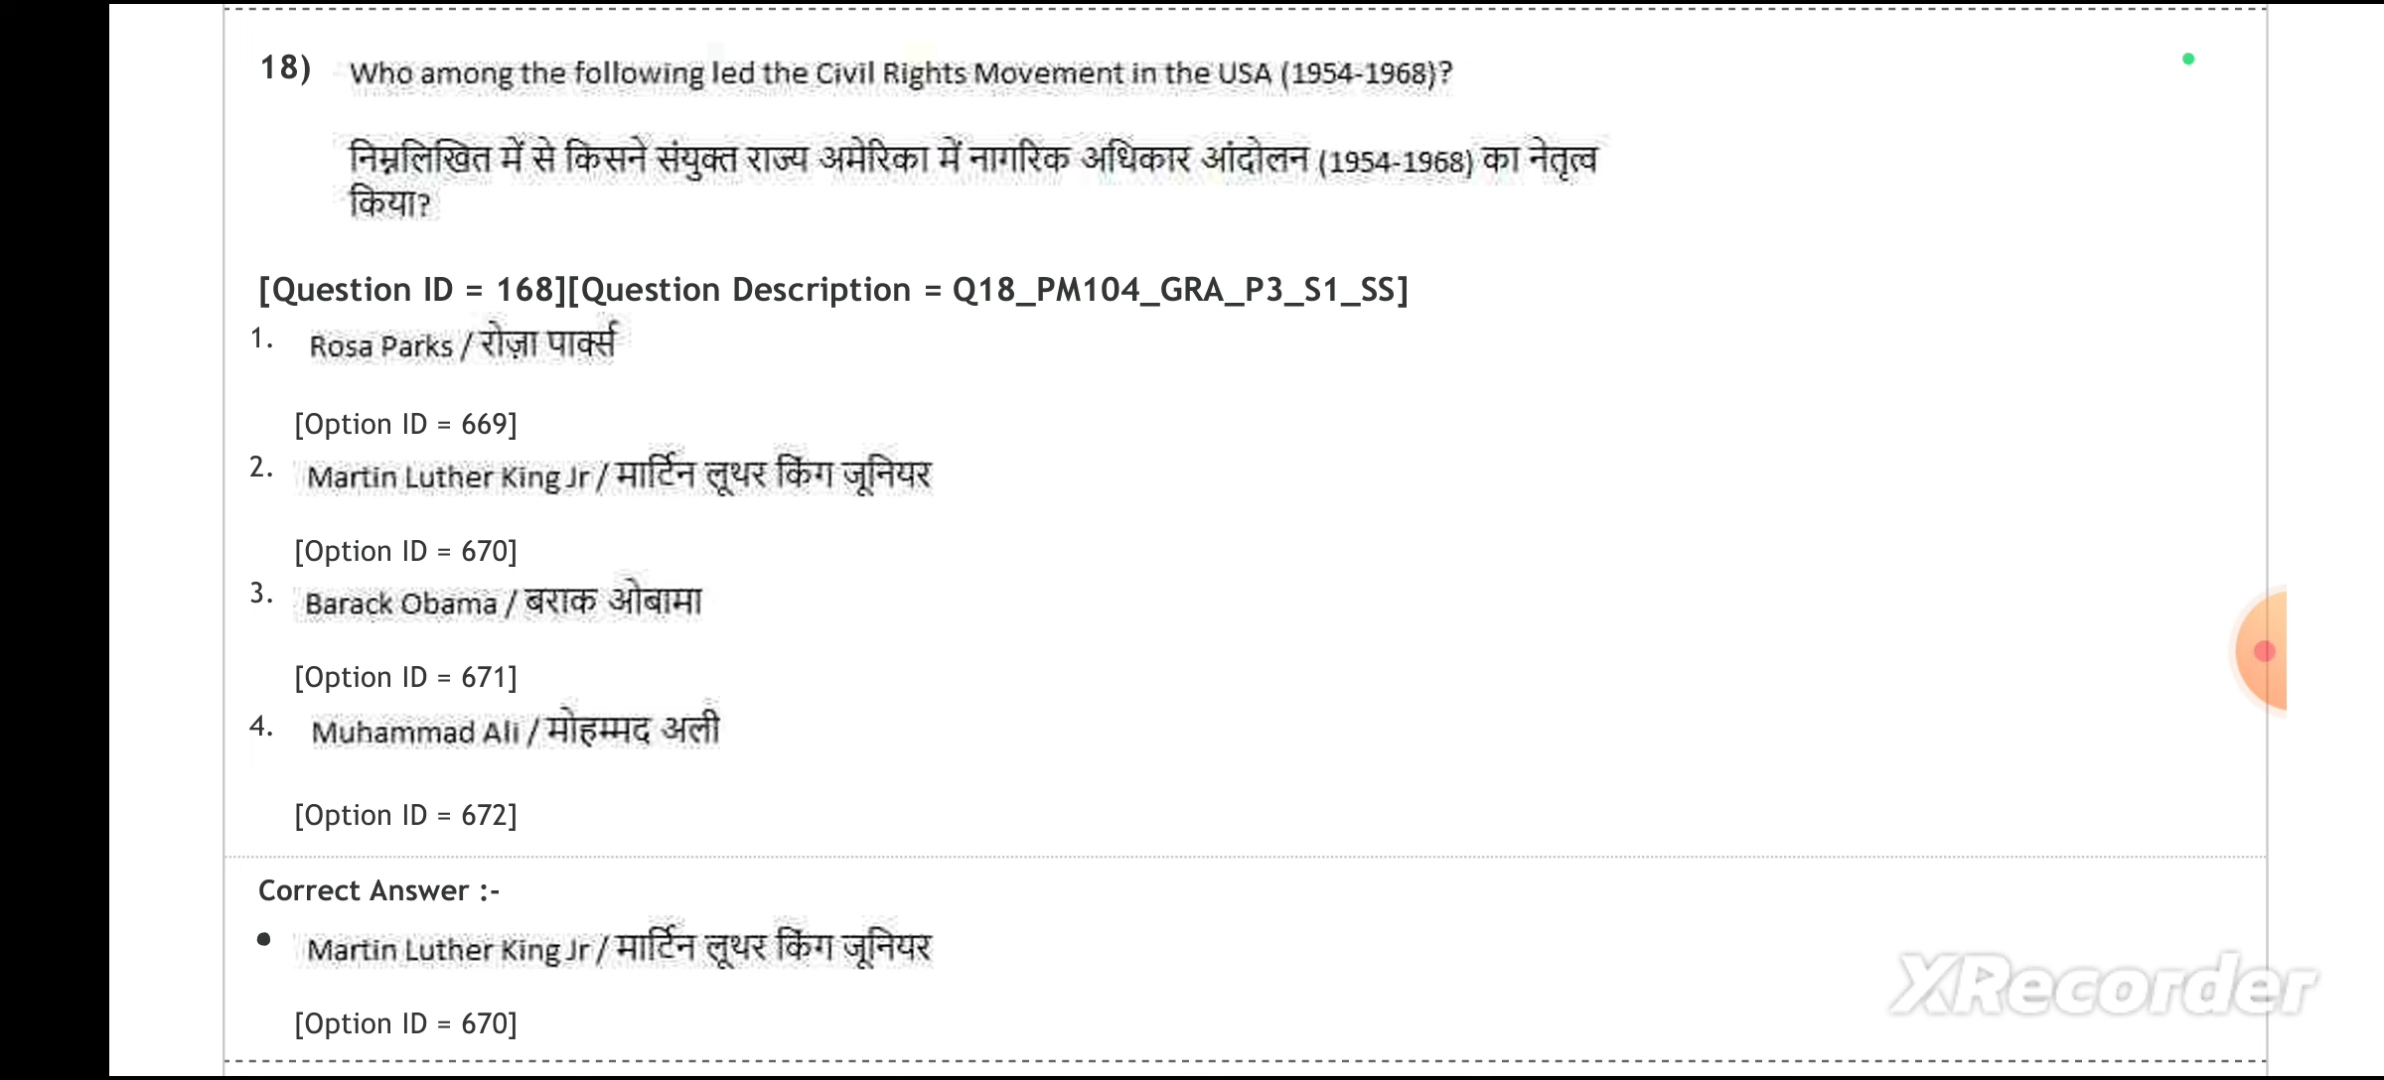 18) Who among the following led the Civil Rights Movement in the USA (1954-1968)?
निम्नलिखित में से किसने संयुक्त राज्य अमेरिका में नागरिक अधिकार आंदोलन (1954-1968) का नेतृत्व
किया?
[Question ID = 168][Question Description = Q18_PM104_GRA_P3_S1_SS]
1. Rosa Parks / रोज़ा पार्क्स
[Option ID = 669]
2. Martin Luther King Jr / मार्टिन लूथर किंग जूनियर
[Option ID = 670]
3. Barack Obama / बराक ओबामा
[Option ID = 671]
4. Muhammad Ali / मोहम्मद अली
[Option ID = 672]
Correct Answer :-
• Martin Luther King Jr / मार्टिन लूथर किंग जूनियर
[Option ID = 670]
XRecorder